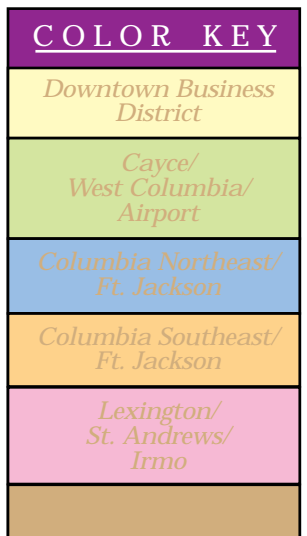 COLOR KEY
Downtown Business
District
Cayce/
West Columbia/
Airport
Columbia Northeast/
Ft. Jackson
Columbia Southeast/
Ft. Jackson
Lexington/
St. Andrews/
Irmo